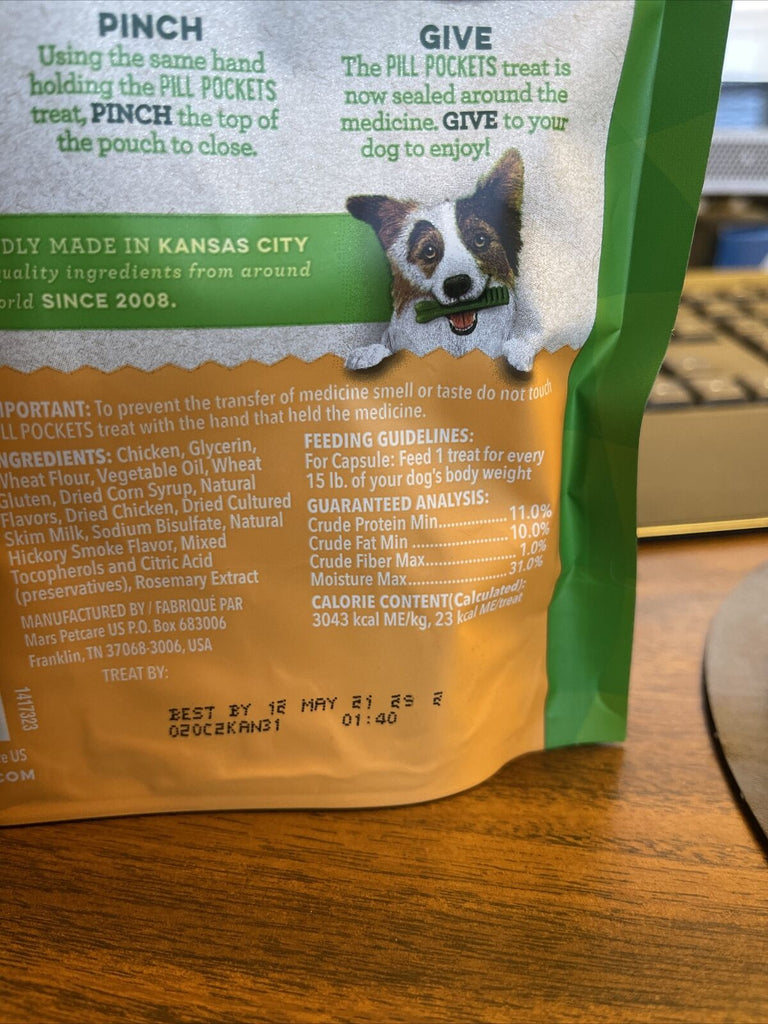 PINCH
Using the same hand
holding the PILL POCKETS
treat, PINCH the top of
the pouch to close.
GIVE
The PILL POCKETS treat is
now sealed around the
medicine. GIVE to your
dog to enjoy!
DLY MADE IN KANSAS CITY
uality ingredients from around
orld SINCE 2008.
MPORTANT: To prevent the transfer of medicine smell or taste do not touch
LL POCKETS treat with the hand that held the medicine.
NGREDIENTS: Chicken, Glycerin,
Wheat Flour, Vegetable Oil, Wheat
Gluten, Dried Corn Syrup, Natural
Flavors, Dried Chicken, Dried Cultured
Skim Milk, Sodium Bisulfate, Natural
Hickory Smoke Flavor, Mixed
Tocopherols and Citric Acid
(preservatives), Rosemary Extract
MANUFACTURED BY / FABRIQUÉ PAR
Mars Petcare US P.O. Box 683006
Franklin, TN 37068-3006, USA
TREAT BY:
FEEDING GUIDELINES:
For Capsule: Feed 1 treat for every
15 lb. of your dog's body weight
GUARANTEED ANALYSIS:
Crude Protein Min................ 11.0%
Crude Fat Min ...................... 10.0%
Crude Fiber Max..................... 1.0%
Moisture Max....................... 31.0%
CALORIE CONTENT(Calculated):
3043 kcal ME/kg, 23 kcal ME/treat
BEST BY 12 MAY 21 29 2
020C2KAN31 01:40
1417323
e US
COM